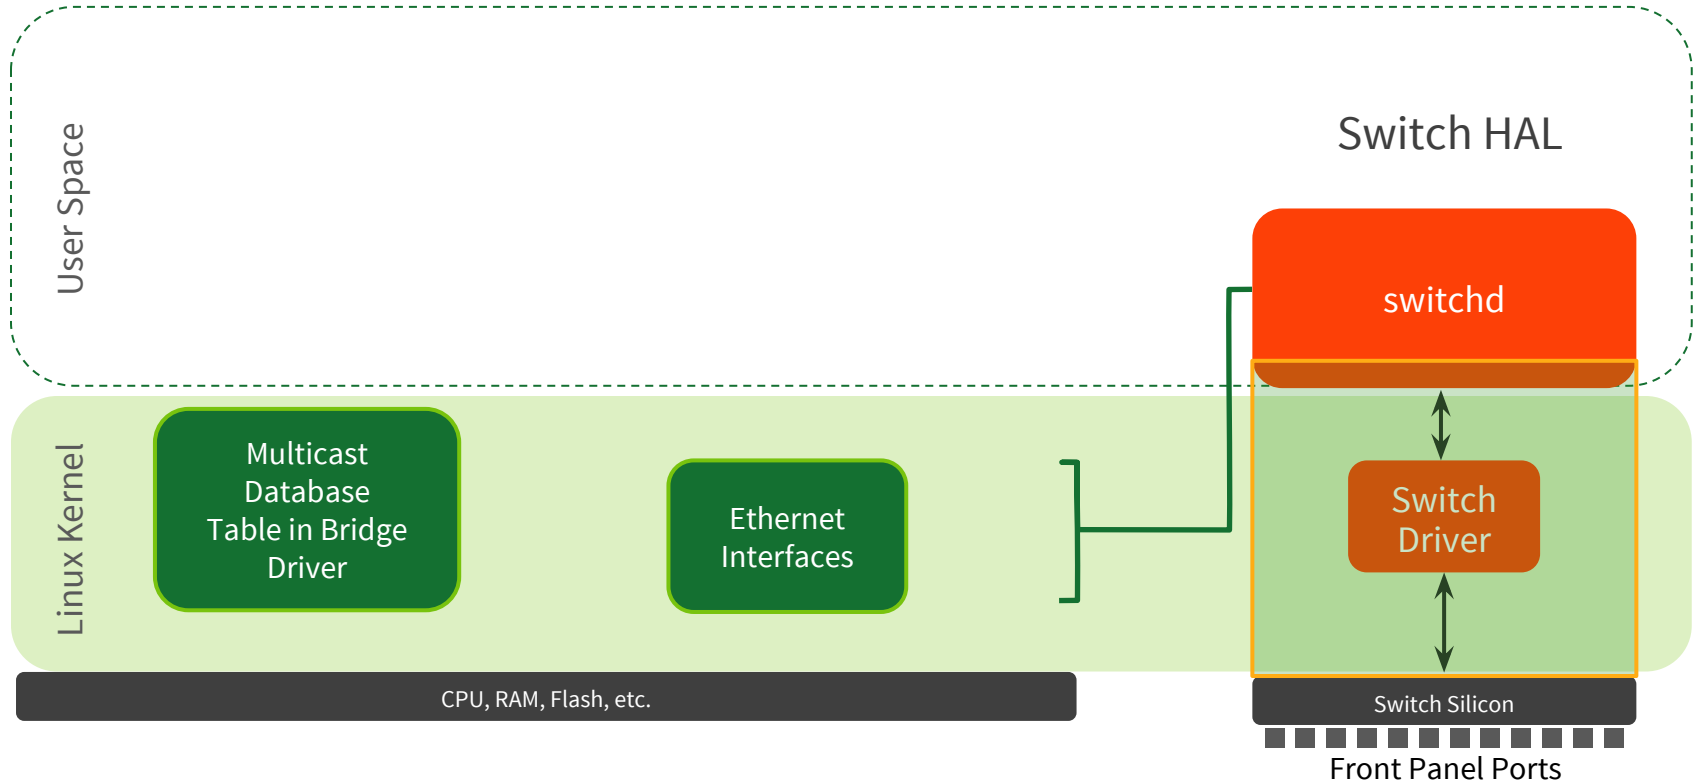 User Space
Switch HAL
switchd
Linux Kernel
Multicast
Database
Table in Bridge
Driver
Ethernet
Interfaces
Switch
Driver
CPU, RAM, Flash, etc.
Switch Silicon
Front Panel Ports